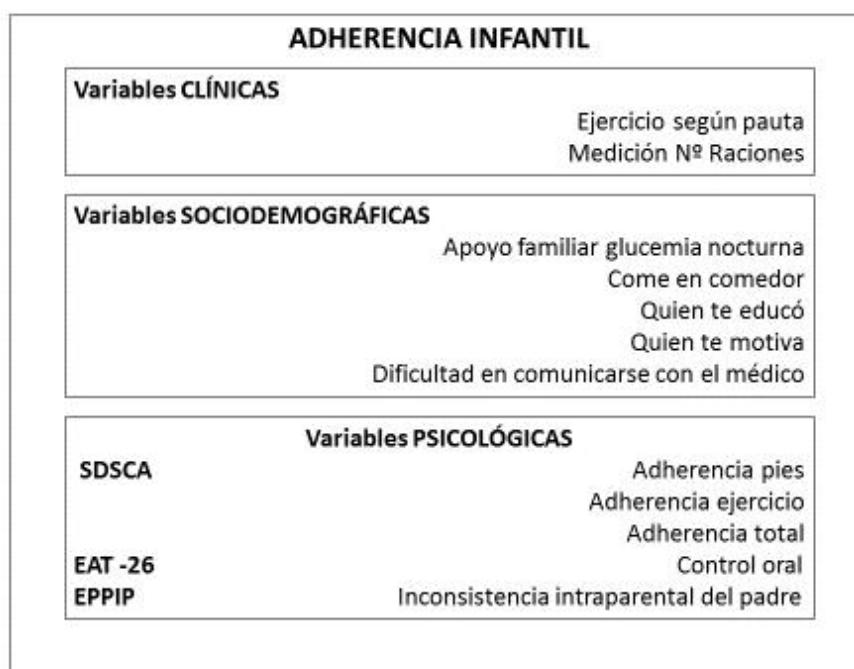 ADHERENCIA INFANTIL
Variables CLÍNICAS
Ejercicio según pauta
Medición Nº Raciones
Variables SOCIODEMOGRÁFICAS
Apoyo familiar glucemia nocturna
Come en comedor
Quien te educó
Quien te motiva
Dificultad en comunicarse con el médico
Variables PSICOLÓGICAS
SDSCA Adherencia pies
Adherencia ejercicio
Adherencia total
EAT -26 Control oral
EPPIP Inconsistencia intraparental del padre